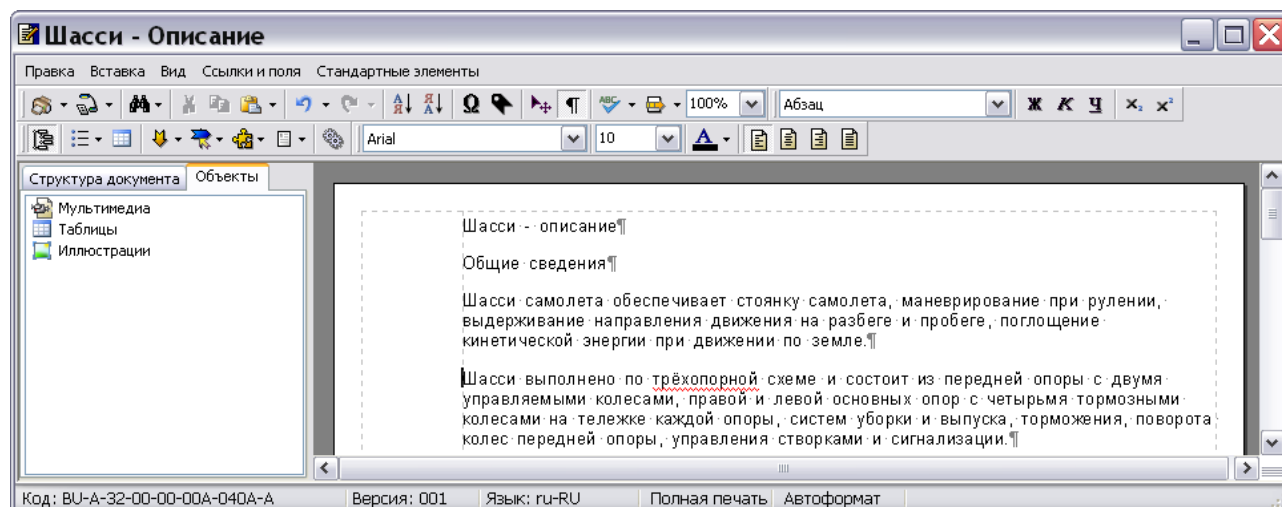 Шасси - Описание
Правка Вставка Вид Ссылки и поля Стандартные элементы
100% Абзац Ж К Ч
Arial 10 А
Структура документа Объекты
Мультимедиа
Таблицы
Иллюстрации
Шасси - описание¶
Общие сведения¶
Шасси самолета обеспечивает стоянку самолета, маневрирование при рулении,
выдерживание направления движения на разбеге и пробеге, поглощение
кинетической энергии при движении по земле.¶
Шасси выполнено по трёхопорной схеме и состоит из передней опоры с двумя
управляемыми колесами, правой и левой основных опор с четырьмя тормозными
колесами на тележке каждой опоры, систем уборки и выпуска, торможения, поворота
колес передней опоры, управления створками и сигнализации.¶
Код: BU-A-32-00-00-00A-040A-A Версия: 001 Язык: ru-RU Полная печать Автоформат